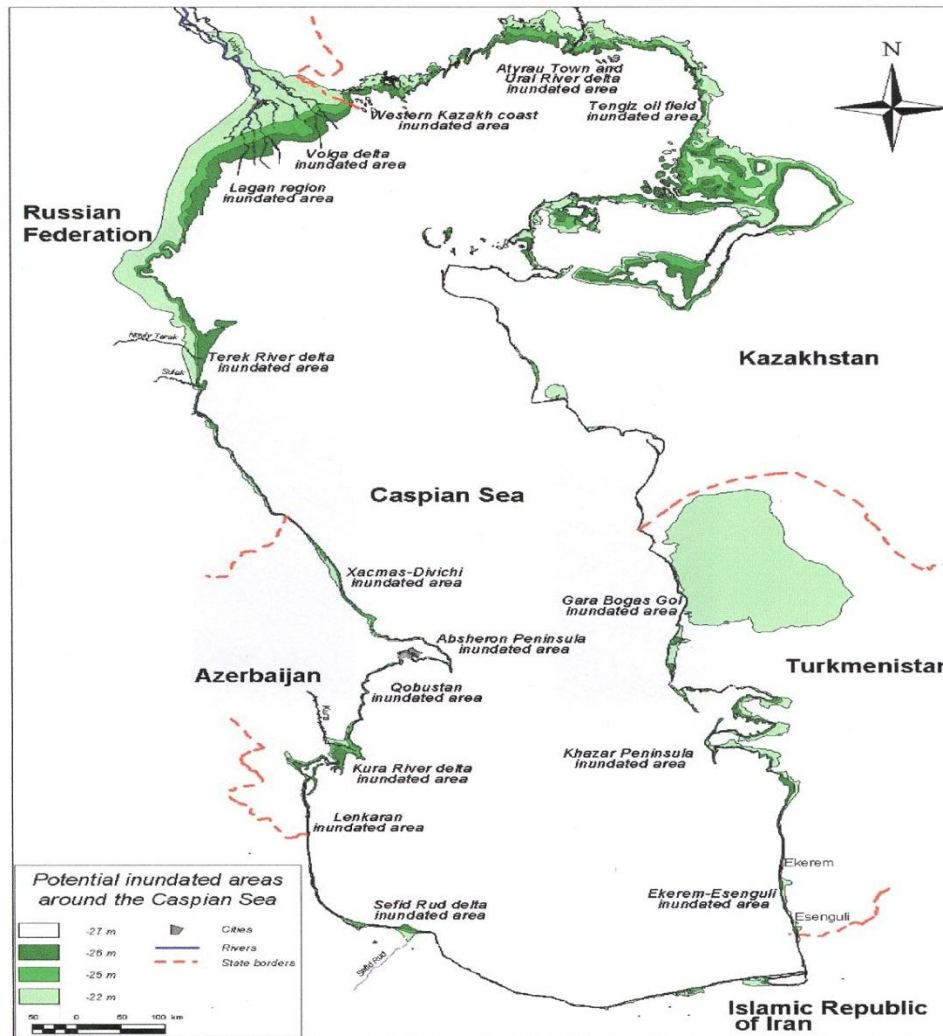 N
Volga
Atyrau Town and
Ural River delta
inundated area
Tengiz oil field
inundated area
Western Kazakh coast
inundated area
Volga delta
inundated area
Lagan region
inundated area
Russian
Federation
Kazakhstan
Terek River delta
inundated area
Sulak
Caspian Sea
Xacmas-Divichi
inundated area
Gara Bogas Gol
inundated area
Absheron Peninsula
inundated area
Azerbaijan
Turkmenistan
Qobustan
inundated area
Kura
Khazar Peninsula
inundated area
Kura River delta
inundated area
Lenkaran
inundated area
Ekerem
Ekerem-Esenguli
inundated area
Esenguli
Sefid Rud delta
inundated area
Sefid Rud
Islamic Republic
of Iran
Potential inundated areas
around the Caspian Sea
-27 m
-26 m
-25 m
-22 m
Cities
Rivers
State borders
50 0 50 100 km